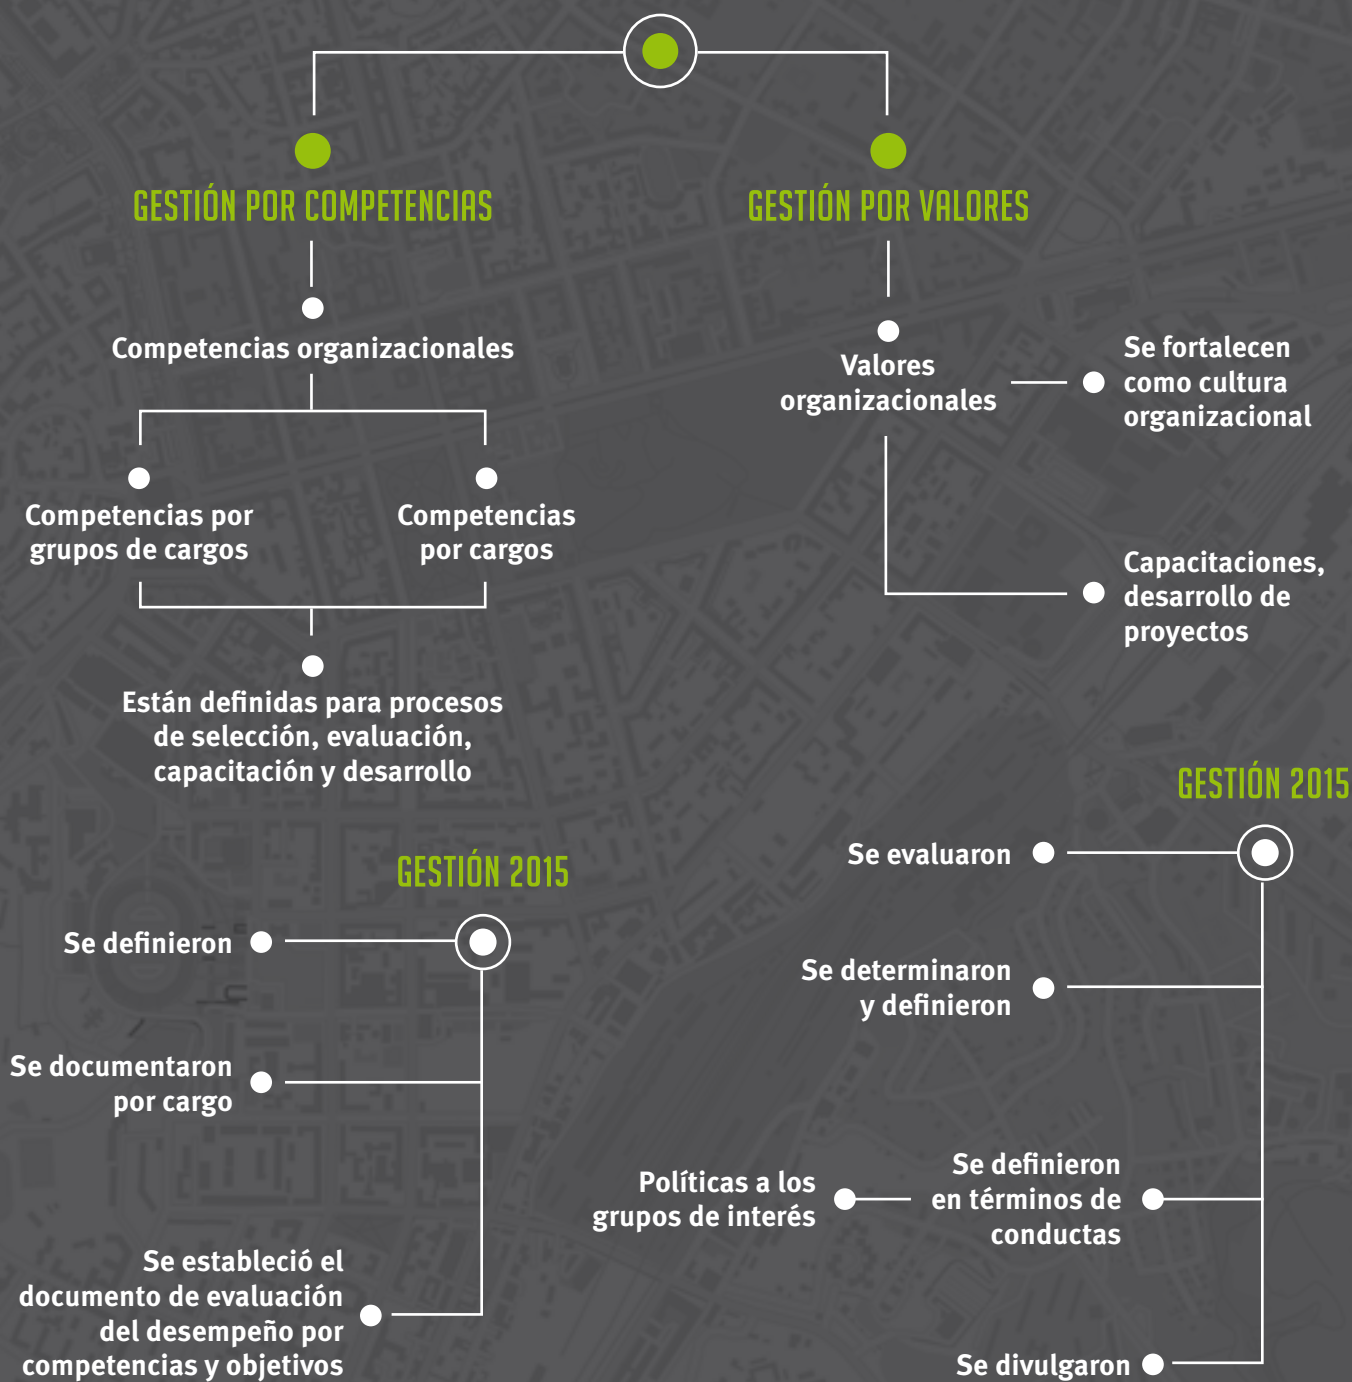 GESTIÓN POR COMPETENCIAS
Competencias organizacionales
Competencias por
grupos de cargos
Competencias
por cargos
Están definidas para procesos
de selección, evaluación,
capacitación y desarrollo
GESTIÓN POR VALORES
Valores
organizacionales
Se fortalecen
como cultura
organizacional
Capacitaciones,
desarrollo de
proyectos
GESTIÓN 2015
Se definieron
Se documentaron
por cargo
Se estableció el
documento de evaluación
del desempeño por
competencias y objetivos
GESTIÓN 2015
Se evaluaron
Se determinaron
y definieron
Se definieron
en términos de
conductas
Políticas a los
grupos de interés
Se divulgaron